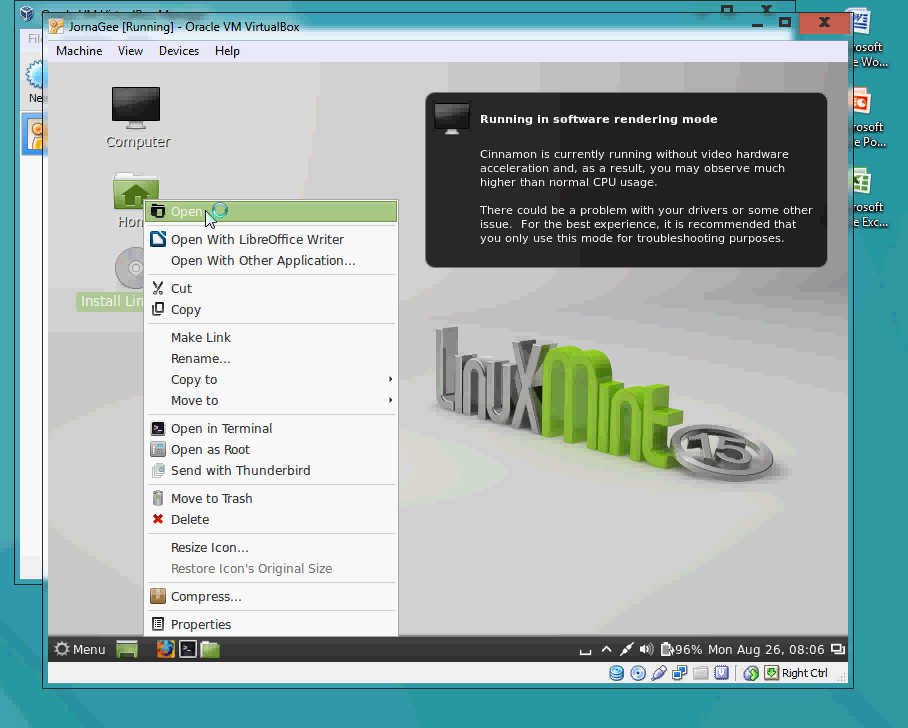 JornaGee [Running] - Oracle VM VirtualBox
Machine View Devices Help
Computer
Running in software rendering mode
Cinnamon is currently running without video hardware
acceleration and, as a result, you may observe much
higher than normal CPU usage.
There could be a problem with your drivers or some other
issue. For the best experience, it is recommended that
you only use this mode for troubleshooting purposes.
Hom
Install Lin
Open
Open With LibreOffice Writer
Open With Other Application...
Cut
Copy
Make Link
Rename...
Copy to
Move to
Open in Terminal
Open as Root
Send with Thunderbird
Move to Trash
Delete
Resize Icon...
Restore Icon's Original Size
Compress...
Properties
LinuxMint 15
Menu
96% Mon Aug 26, 08:06
Right Ctrl
Ne
rosoft
e Wo...
rosoft
e Po...
rosoft
e Exc...